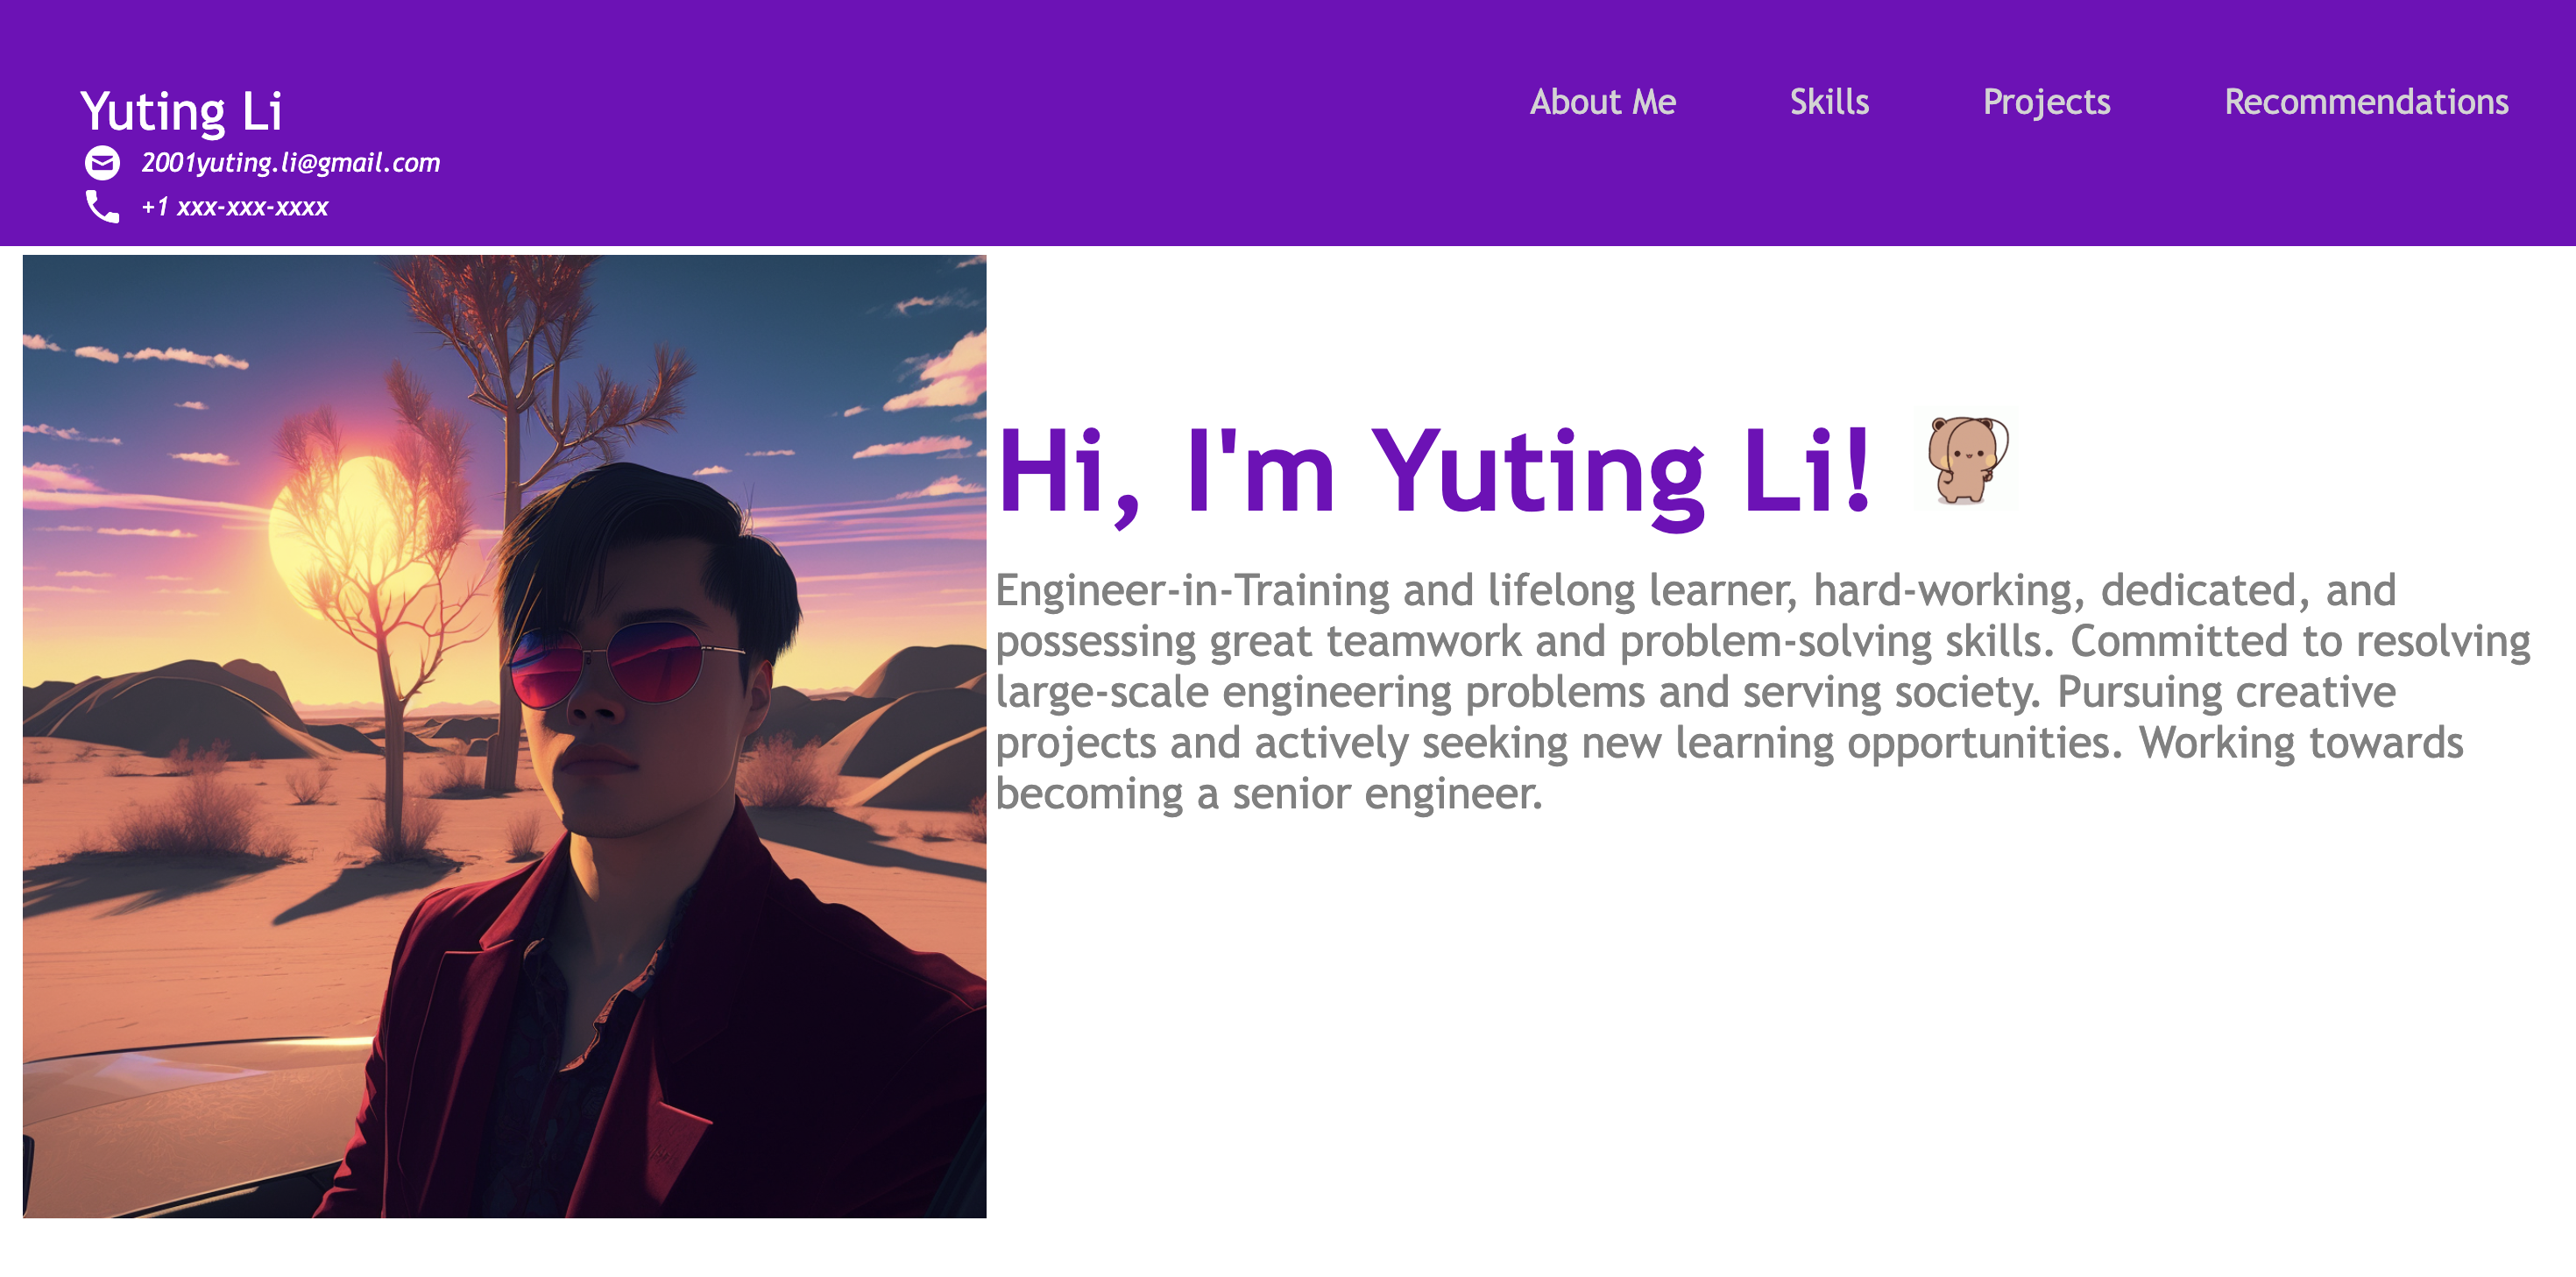 Yuting Li
2001yuting.li@gmail.com
+1 xxx-xxx-xxxx
About Me Skills Projects Recommendations
Hi, I'm Yuting Li!
Engineer-in-Training and lifelong learner, hard-working, dedicated, and
possessing great teamwork and problem-solving skills. Committed to resolving
large-scale engineering problems and serving society. Pursuing creative
projects and actively seeking new learning opportunities. Working towards
becoming a senior engineer.